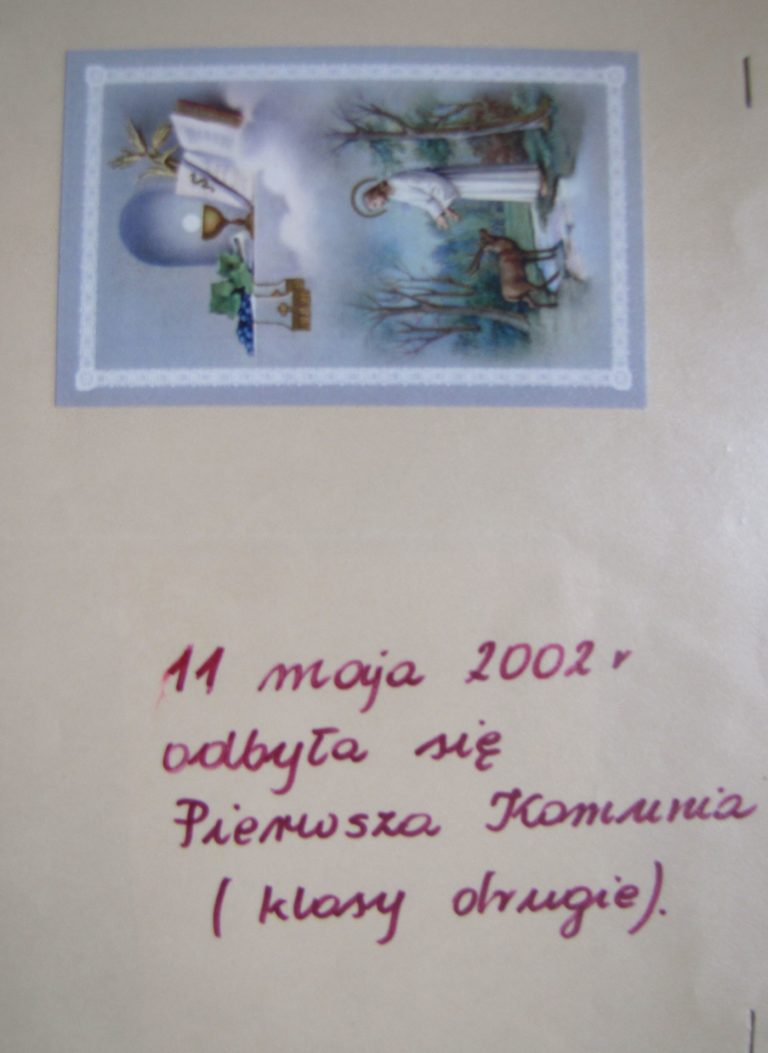 11 maja 2002 r
odbyła się
Pierwsza Komunia
( klasy drugie).